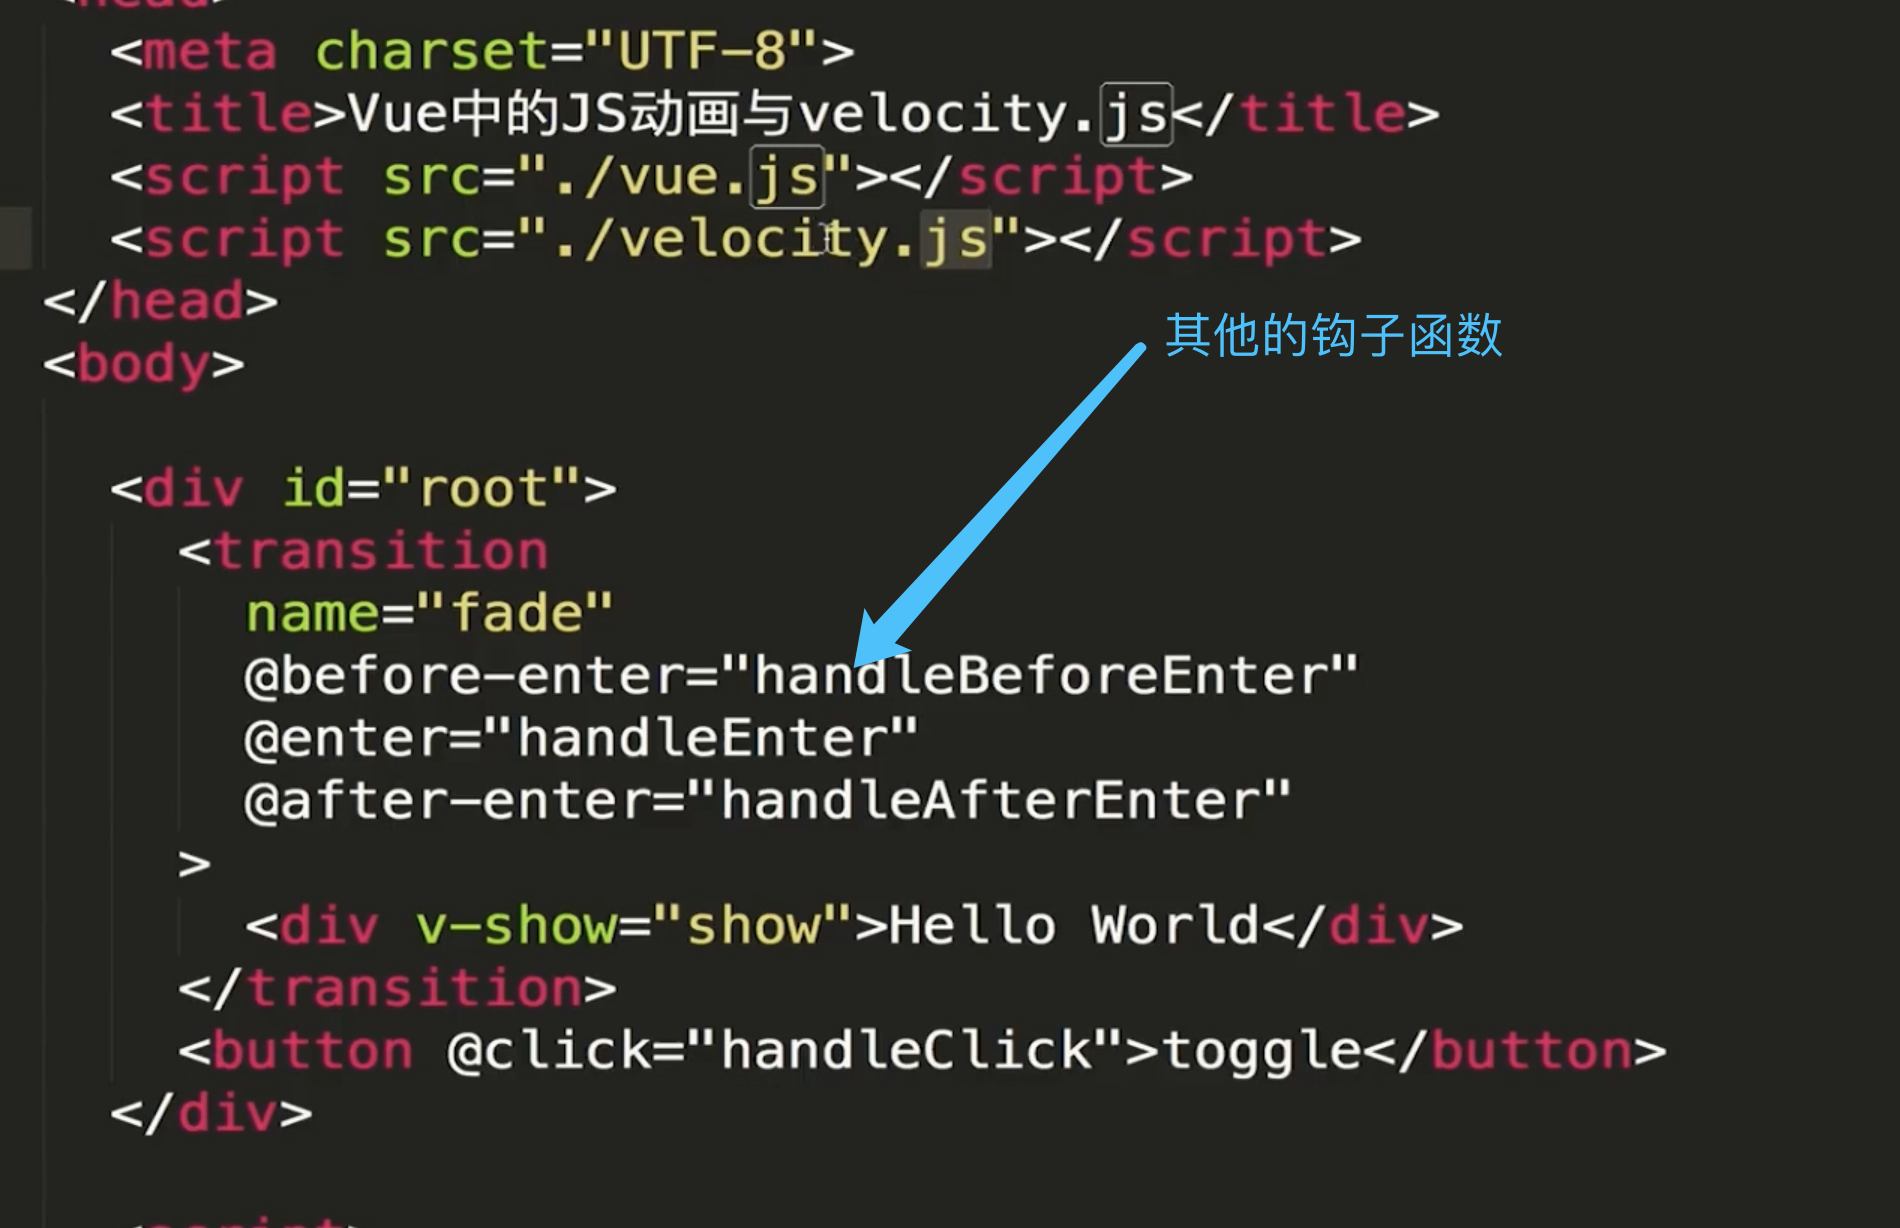 <head>
<meta charset="UTF-8">
<title>Vue中的JS动画与velocity.js</title>
<script src="./vue.js"></script>
<script src="./velocity.js"></script>
</head>
其他的钩子函数
<body>
<div id="root">
<transition
name="fade"
@before-enter="handleBeforeEnter"
@enter="handleEnter"
@after-enter="handleAfterEnter"
>
<div v-show="show">Hello World</div>
</transition>
<button @click="handleClick">toggle</button>
</div>
<script>